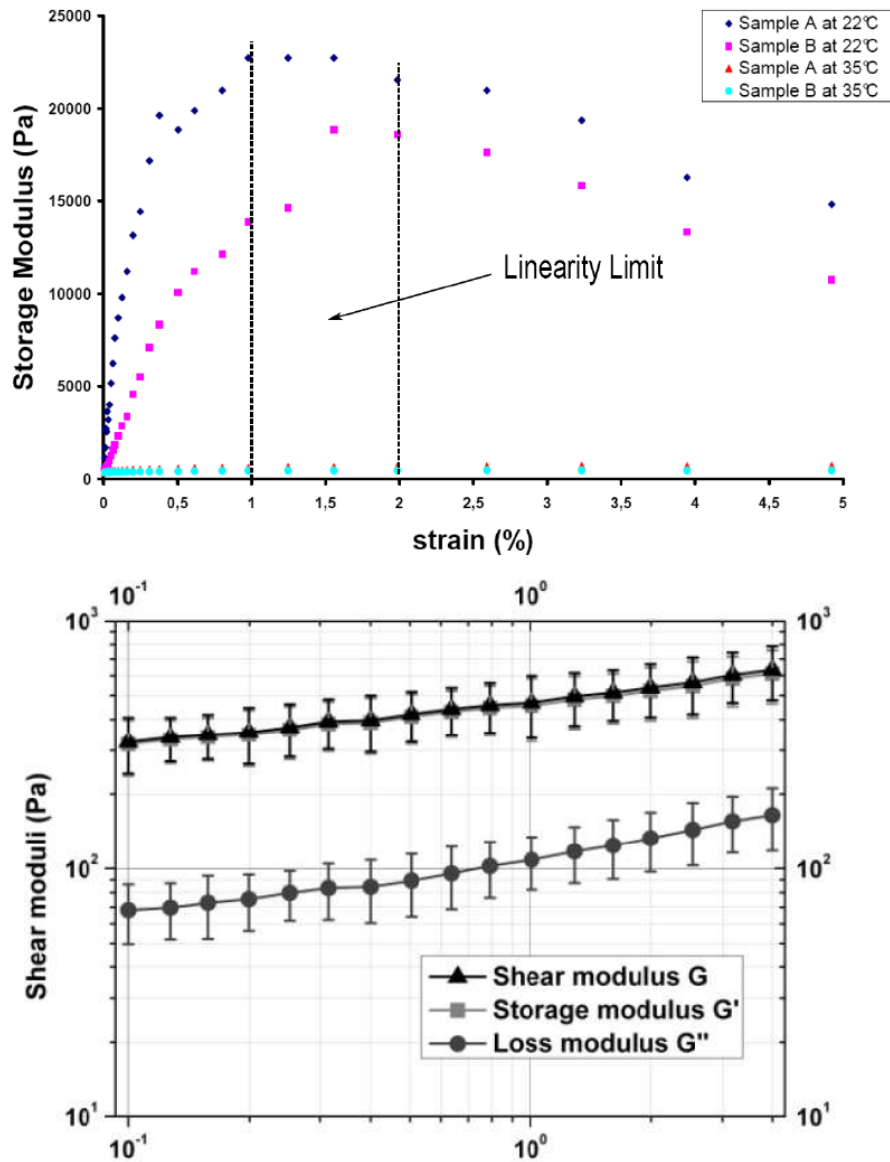 25000
20000
15000
10000
5000
0
Storage Modulus (Pa)
Sample A at 22°C
Sample B at 22°C
Sample A at 35°C
Sample B at 35°C
Linearity Limit
0 0,5 1 1,5 2 2,5 3 3,5 4 4,5 5
strain (%)
10⁻¹ 10⁰
10³ 10³
10² 10²
10¹ 10¹
Shear moduli (Pa)
Shear modulus G
Storage modulus G'
Loss modulus G"
10⁻¹ 10⁰